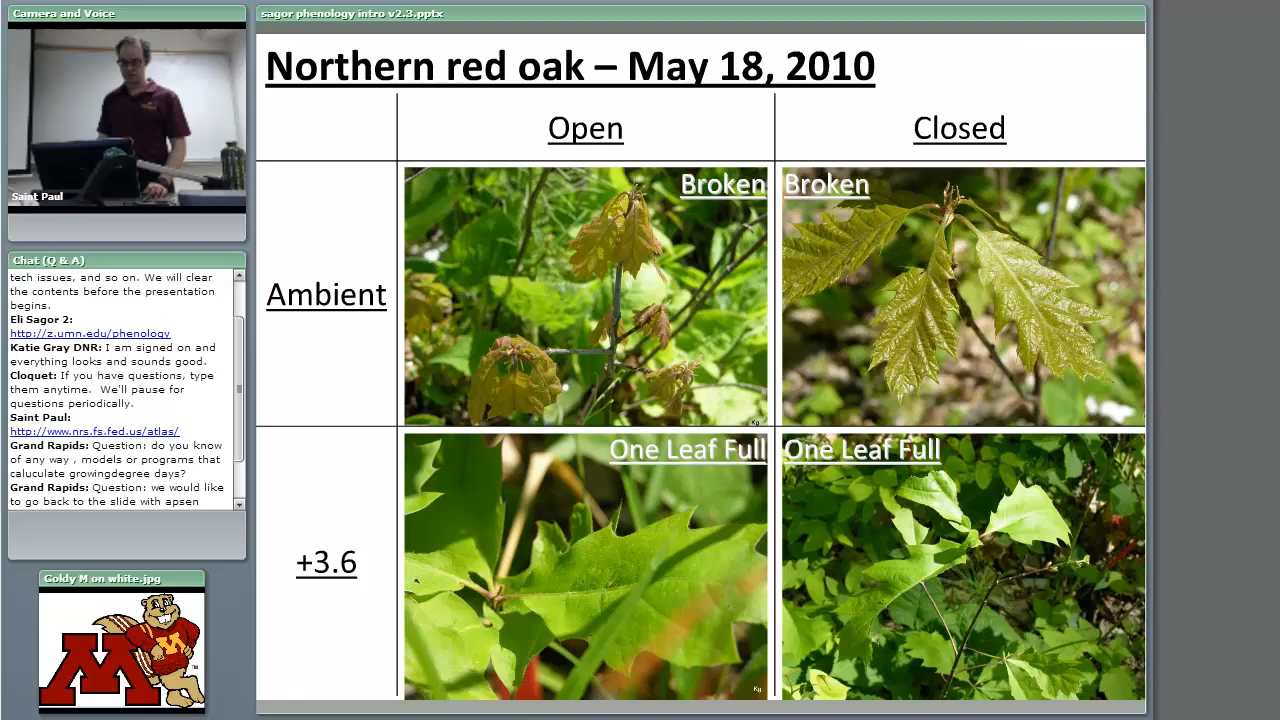 Camera and Voice
Saint Paul
Chat (Q & A)
tech issues, and so on. We will clear
the contents before the presentation
begins.
Eli Sagor 2:
http://z.umn.edu/phenology
Katie Gray DNR: I am signed on and
everything looks and sounds good.
Cloquet: If you have questions, type
them anytime.  We'll pause for
questions periodically.
Saint Paul:
http://www.nrs.fs.fed.us/atlas/
Grand Rapids: Question: do you know
of any way , models or programs that
caluculate growingdegree days?
Grand Rapids: Question: we would like
to go back to the slide with apsen
Goldy M on white.jpg
M
M
TM
sagor phenology intro v2.3.pptx
Northern red oak – May 18, 2010
Open
Closed
Ambient
Broken
Broken
Kg
+3.6
One Leaf Full
One Leaf Full
Kg